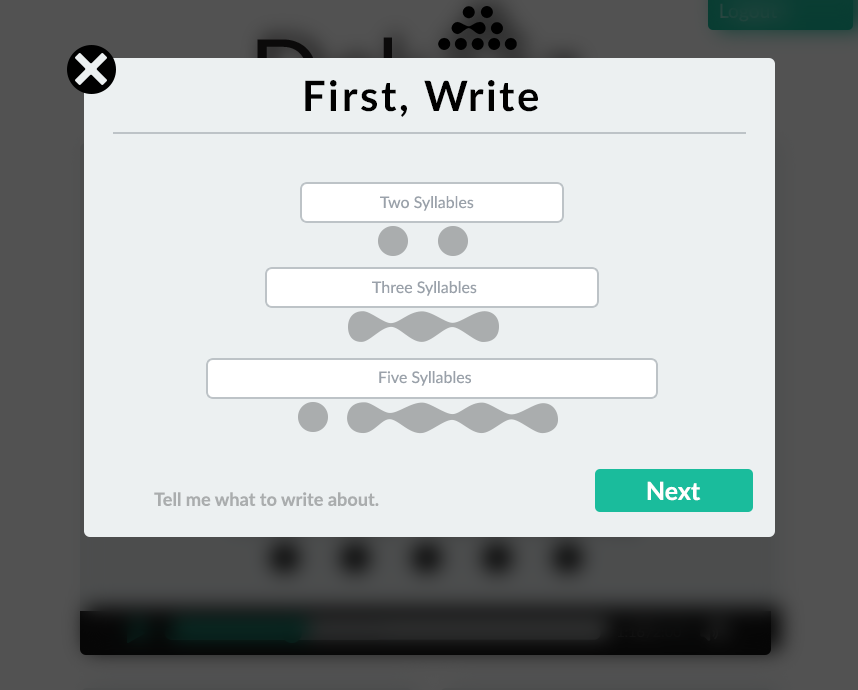 First, Write
Two Syllables
Three Syllables
Five Syllables
Tell me what to write about.
Next